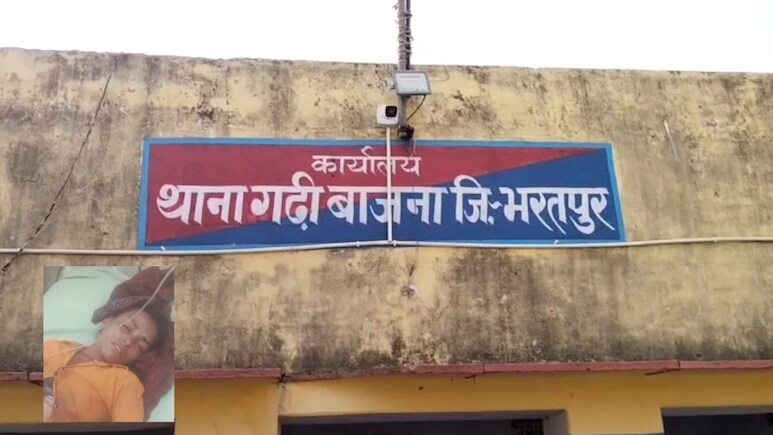 कार्यालय
थाना गढ़ी बाजना जि.-भरतपुर